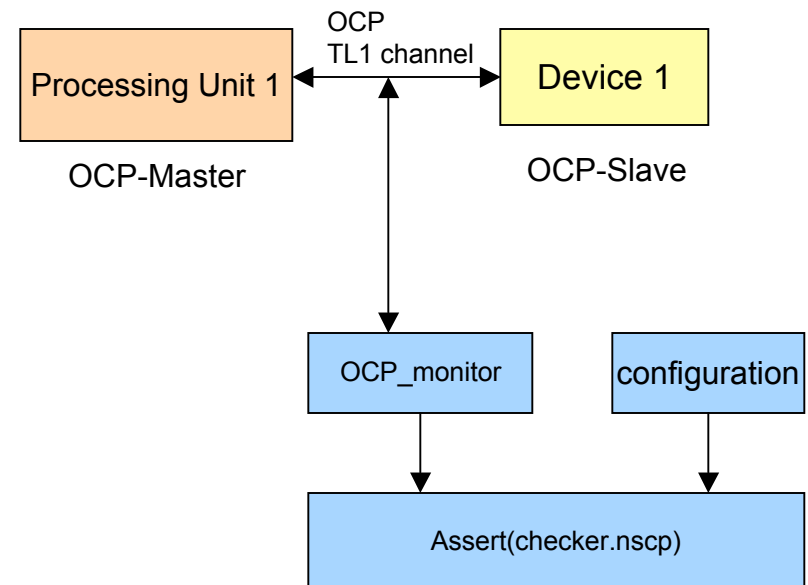 OCP
TL1 channel
Processing Unit 1
Device 1
OCP-Master
OCP-Slave
OCP_monitor
configuration
Assert(checker.nscp)